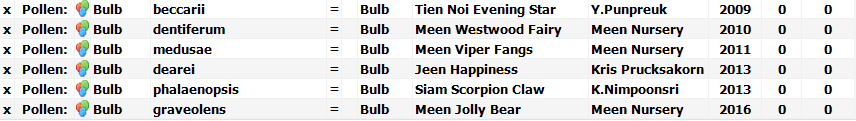 x Pollen: Bulb beccarii = Bulb Tien Noi Evening Star Y.Punpreuk 2009 0 0
x Pollen: Bulb dentiferum = Bulb Meen Westwood Fairy Meen Nursery 2010 0 0
x Pollen: Bulb medusae = Bulb Meen Viper Fangs Meen Nursery 2011 0 0
x Pollen: Bulb dearei = Bulb Jeen Happiness Kris Prucksakorn 2013 0 0
x Pollen: Bulb phalaenopsis = Bulb Siam Scorpion Claw K.Nimpoonsri 2013 0 0
x Pollen: Bulb graveolens = Bulb Meen Jolly Bear Meen Nursery 2016 0 0